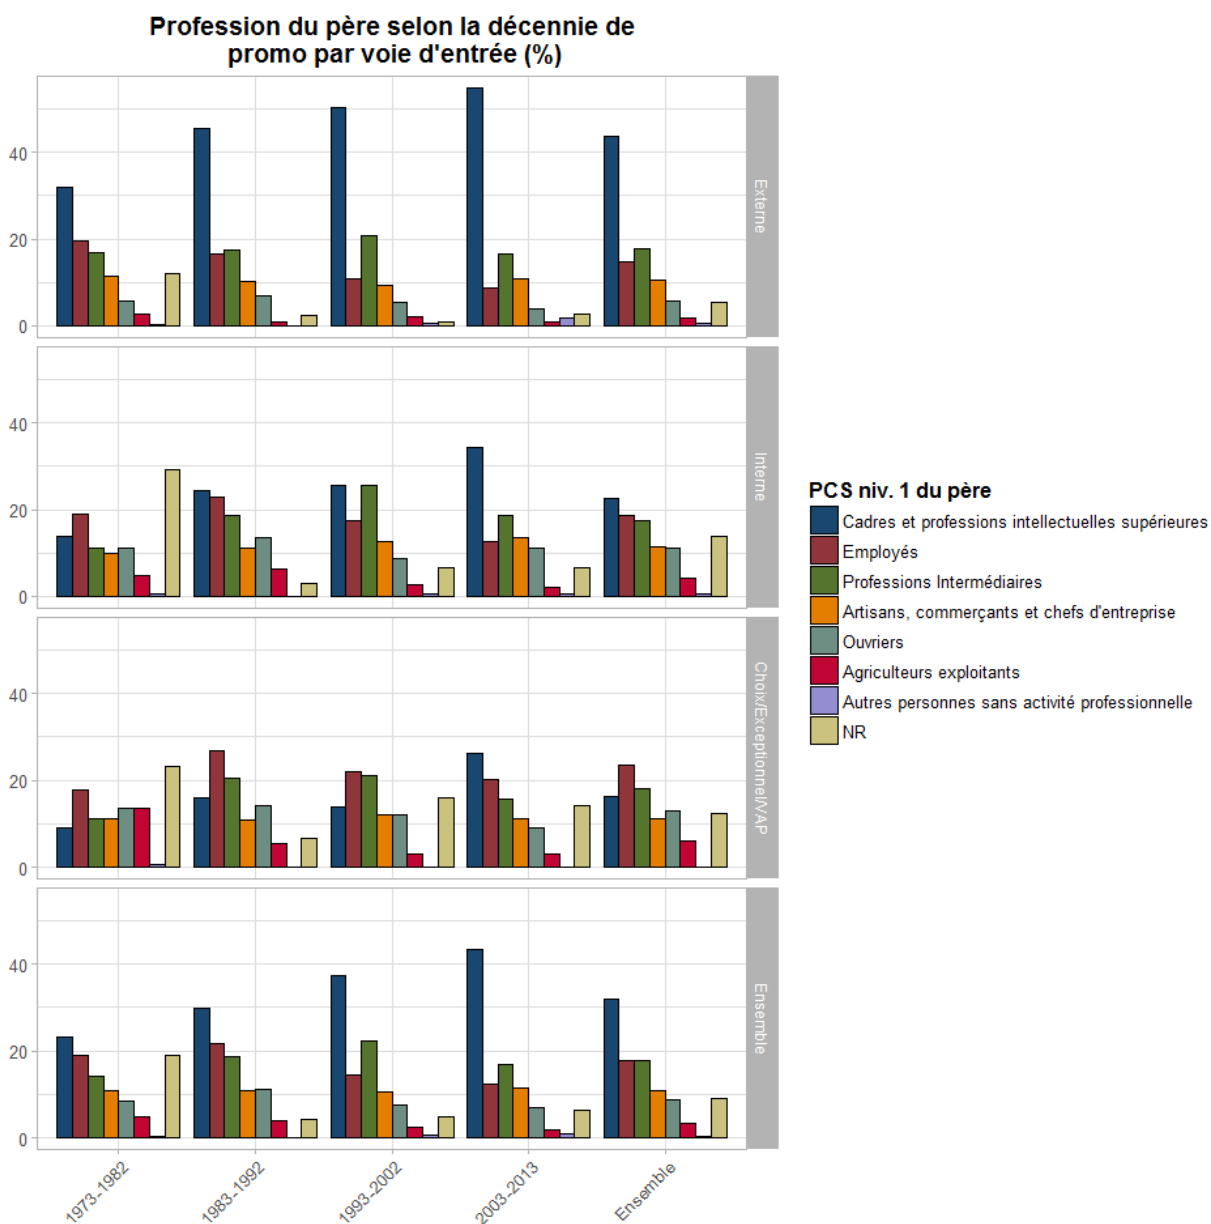 Profession du père selon la décennie de
promo par voie d'entrée (%)
40
20
0
Externe
40
20
0
Interne
40
20
0
Choix/Exceptionnel/VAP
40
20
0
Ensemble
1973-1982
1983-1992
1993-2002
2003-2013
Ensemble
PCS niv. 1 du père
Cadres et professions intellectuelles supérieures
Employés
Professions Intermédiaires
Artisans, commerçants et chefs d'entreprise
Ouvriers
Agriculteurs exploitants
Autres personnes sans activité professionnelle
NR